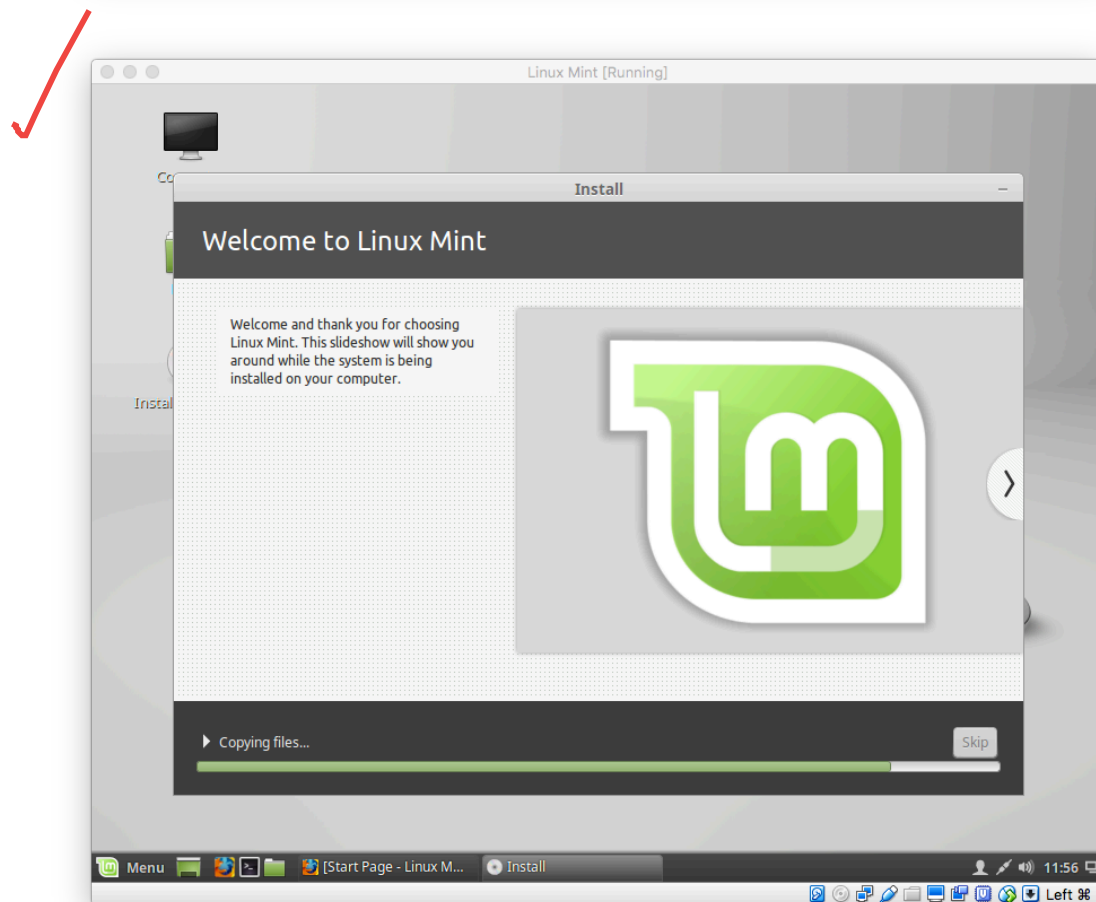 Linux Mint [Running]
Install
Welcome to Linux Mint
Welcome and thank you for choosing
Linux Mint. This slideshow will show you
around while the system is being
installed on your computer.
Instal
Copying files...
Skip
Menu
[Start Page - Linux M...
Install
11:56
Left ⌘